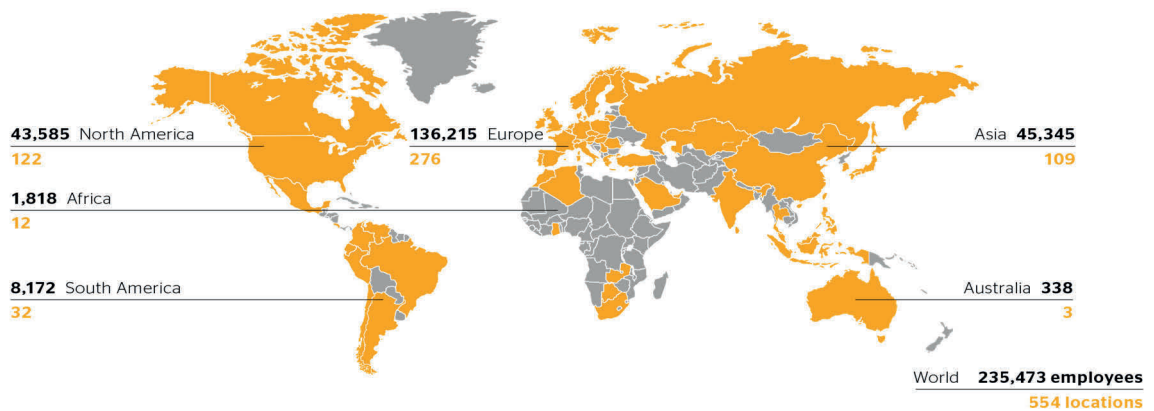 43,585 North America
122
136,215 Europe
276
Asia 45,345
109
1,818 Africa
12
8,172 South America
32
Australia 338
3
World 235,473 employees
554 locations